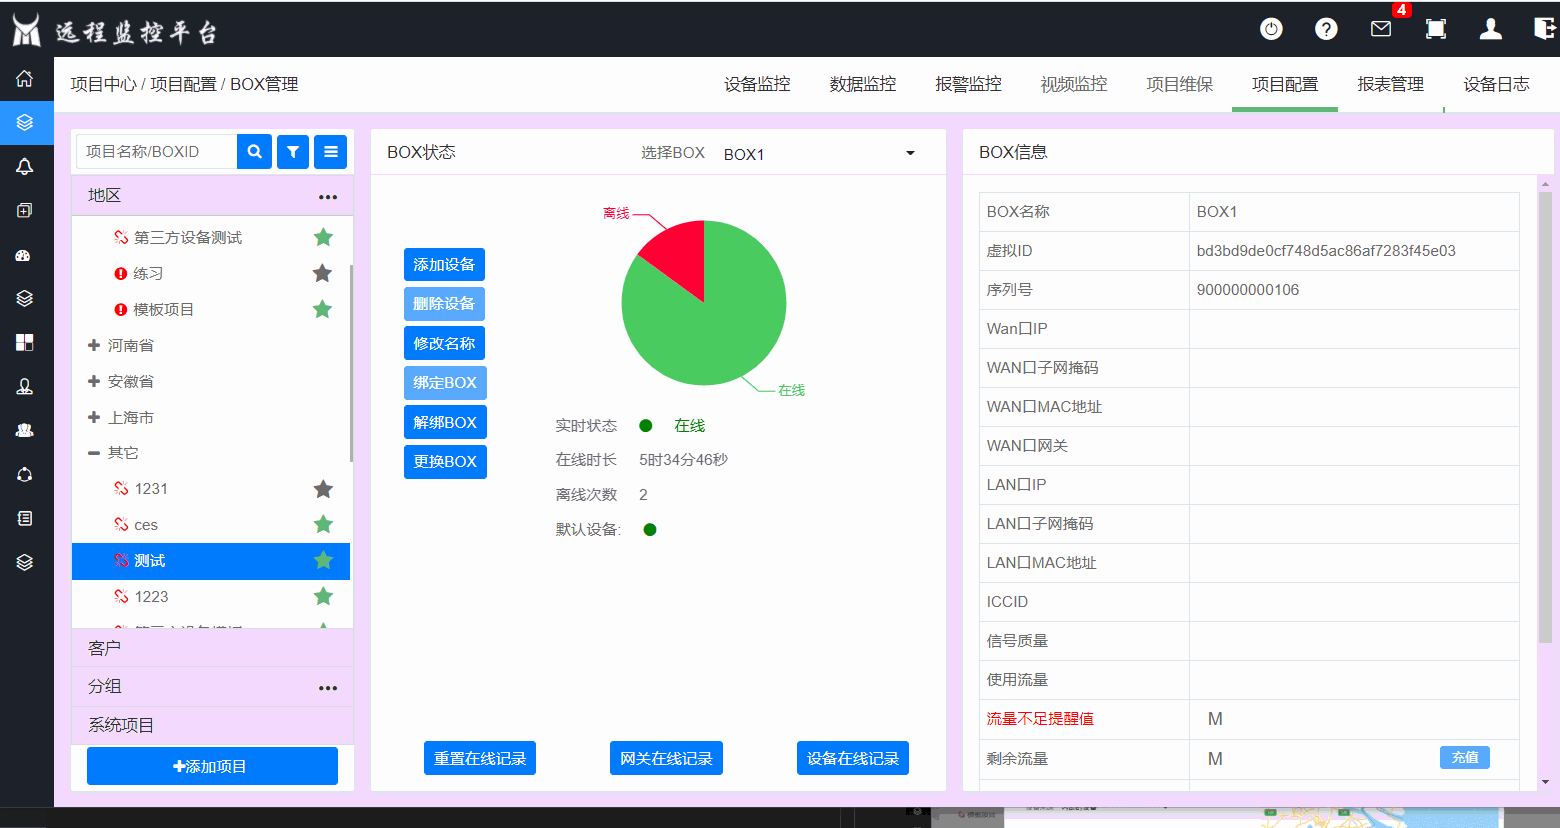 远程监控平台
4
项目中心 / 项目配置 / BOX管理
设备监控
数据监控
报警监控
视频监控
项目维保
项目配置
报表管理
设备日志
项目名称/BOXID
地区
第三方设备测试
练习
模板项目
河南省
安徽省
上海市
其它
1231
ces
测试
1223
客户
分组
系统项目
添加项目
BOX状态
选择BOX BOX1
添加设备
删除设备
修改名称
绑定BOX
解绑BOX
更换BOX
离线
在线
实时状态 在线
在线时长 5时34分46秒
离线次数 2
默认设备:
重置在线记录
网关在线记录
设备在线记录
BOX信息
BOX名称 BOX1
虚拟ID bd3bd9de0cf748d5ac86af7283f45e03
序列号 900000000106
Wan口IP
WAN口子网掩码
WAN口MAC地址
WAN口网关
LAN口IP
LAN口子网掩码
LAN口MAC地址
ICCID
信号质量
使用流量
流量不足提醒值 M
剩余流量 M 充值